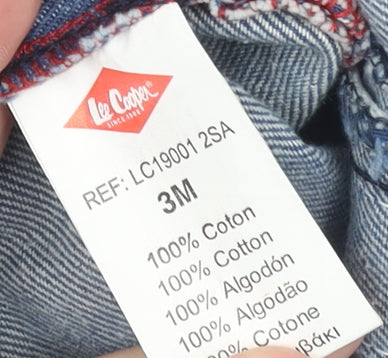 Lee Cooper
SINCE 1908
REF: LC19001 2SA
3M
100% Coton
100% Cotton
100% Algodón
100% Algodão
100% Cotone